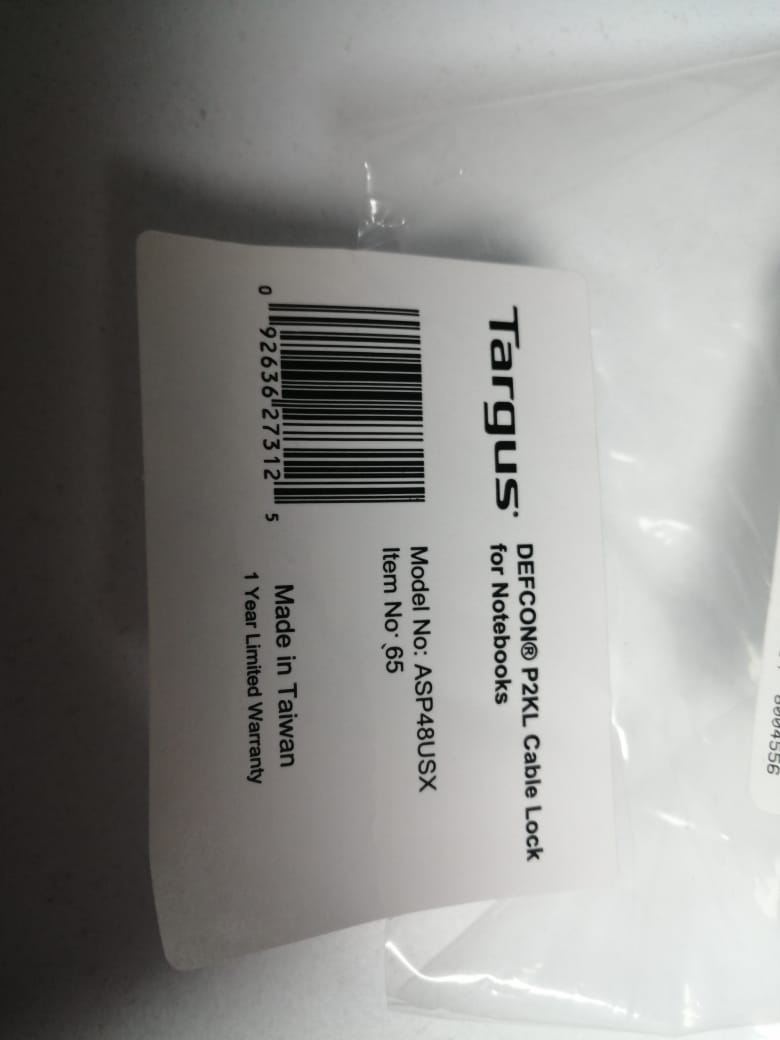 Targus
DEFCON® P2KL Cable Lock
for Notebooks
Model No: ASP48USX
Item No: 65
0 92636 27312 5
Made in Taiwan
1 Year Limited Warranty